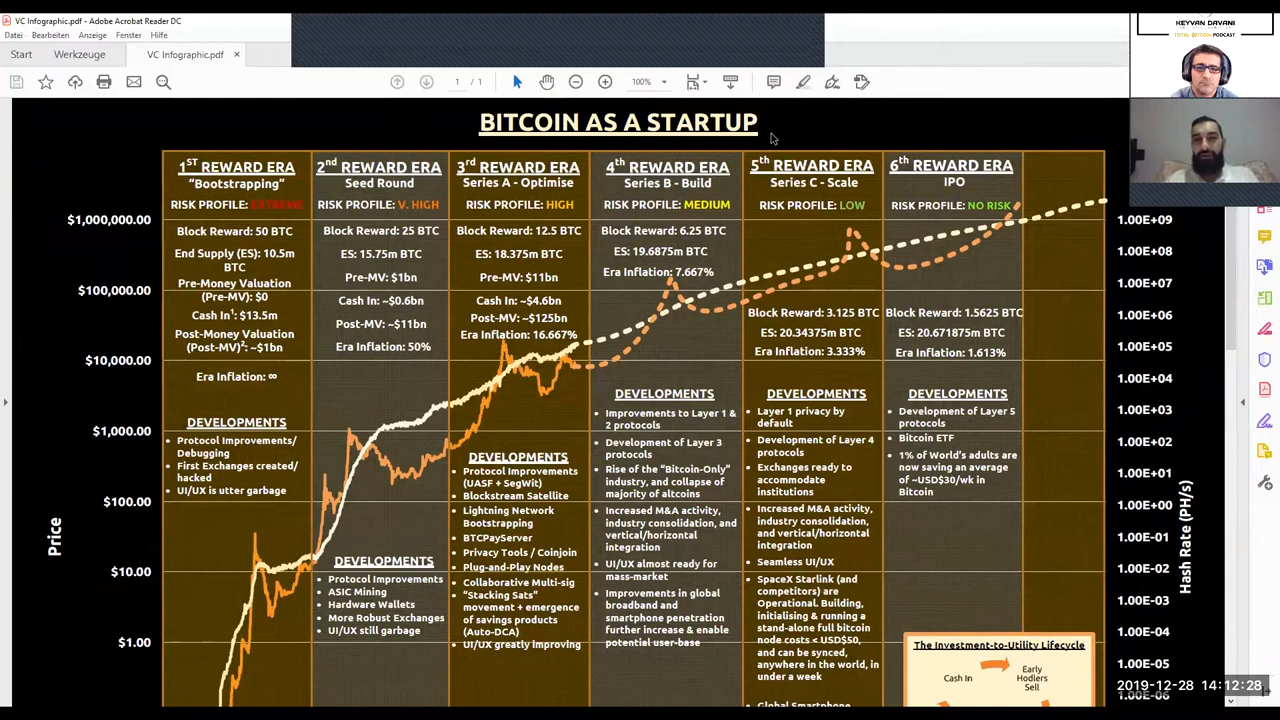 VC Infographic.pdf - Adobe Acrobat Reader DC
Datei Bearbeiten Anzeige Fenster Hilfe
Start Werkzeuge VC Infographic.pdf ×
1 / 1
100%
KEYVAN DAVANI
TOTAL BITCOIN PODCAST
BITCOIN AS A STARTUP
1ST REWARD ERA
"Bootstrapping"
RISK PROFILE: EXTREME
Block Reward: 50 BTC
End Supply (ES): 10.5m
BTC
Pre-Money Valuation
(Pre-MV): $0
Cash In¹: $13.5m
Post-Money Valuation
(Post-MV)²: ~$1bn
Era Inflation: ∞
DEVELOPMENTS
• Protocol Improvements/
Debugging
• First Exchanges created/
hacked
• UI/UX is utter garbage
2nd REWARD ERA
Seed Round
RISK PROFILE: V. HIGH
Block Reward: 25 BTC
ES: 15.75m BTC
Pre-MV: $1bn
Cash In: ~$0.6bn
Post-MV: ~$11bn
Era Inflation: 50%
DEVELOPMENTS
• Protocol Improvements
• ASIC Mining
• Hardware Wallets
• More Robust Exchanges
• UI/UX still garbage
3rd REWARD ERA
Series A - Optimise
RISK PROFILE: HIGH
Block Reward: 12.5 BTC
ES: 18.375m BTC
Pre-MV: $11bn
Cash In: ~$4.6bn
Post-MV: ~$125bn
Era Inflation: 16.667%
DEVELOPMENTS
• Protocol Improvements
(UASF + SegWit)
• Blockstream Satellite
• Lightning Network
Bootstrapping
• BTCPayServer
• Privacy Tools / Coinjoin
• Plug-and-Play Nodes
• Collaborative Multi-sig
• "Stacking Sats"
movement + emergence
of savings products
(Auto-DCA)
• UI/UX greatly improving
4th REWARD ERA
Series B - Build
RISK PROFILE: MEDIUM
Block Reward: 6.25 BTC
ES: 19.6875m BTC
Era Inflation: 7.667%
DEVELOPMENTS
• Improvements to Layer 1 &
2 protocols
• Development of Layer 3
protocols
• Rise of the "Bitcoin-Only"
industry, and collapse of
majority of altcoins
• Increased M&A activity,
industry consolidation, and
vertical/horizontal
integration
• UI/UX almost ready for
mass-market
• Improvements in global
broadband and
smartphone penetration
further increase & enable
potential user-base
5th REWARD ERA
Series C - Scale
RISK PROFILE: LOW
Block Reward: 3.125 BTC
ES: 20.34375m BTC
Era Inflation: 3.333%
DEVELOPMENTS
• Layer 1 privacy by
default
• Development of Layer 4
protocols
• Exchanges ready to
accommodate
institutions
• Increased M&A activity,
industry consolidation,
and vertical/horizontal
integration
• Seamless UI/UX
• SpaceX Starlink (and
competitors) are
Operational. Building,
initialising & running a
stand-alone full bitcoin
node costs < USD$50,
and can be synced,
anywhere in the world, in
under a week
• Global Smartphone
6th REWARD ERA
IPO
RISK PROFILE: NO RISK
Block Reward: 1.5625 BTC
ES: 20.671875m BTC
Era Inflation: 1.613%
DEVELOPMENTS
• Development of Layer 5
protocols
• Bitcoin ETF
• 1% of World's adults are
now saving an average
of ~USD$30/wk in
Bitcoin
The Investment-to-Utility Lifecycle
Cash In
Early
Hodlers
Sell
Price
$1,000,000.00
$100,000.00
$10,000.00
$1,000.00
$100.00
$10.00
$1.00
Hash Rate (PH/s)
1.00E+09
1.00E+08
1.00E+07
1.00E+06
1.00E+05
1.00E+04
1.00E+03
1.00E+02
1.00E+01
1.00E+00
1.00E-01
1.00E-02
1.00E-03
1.00E-04
1.00E-05
1.00E-06
2019-12-28 14:12:28